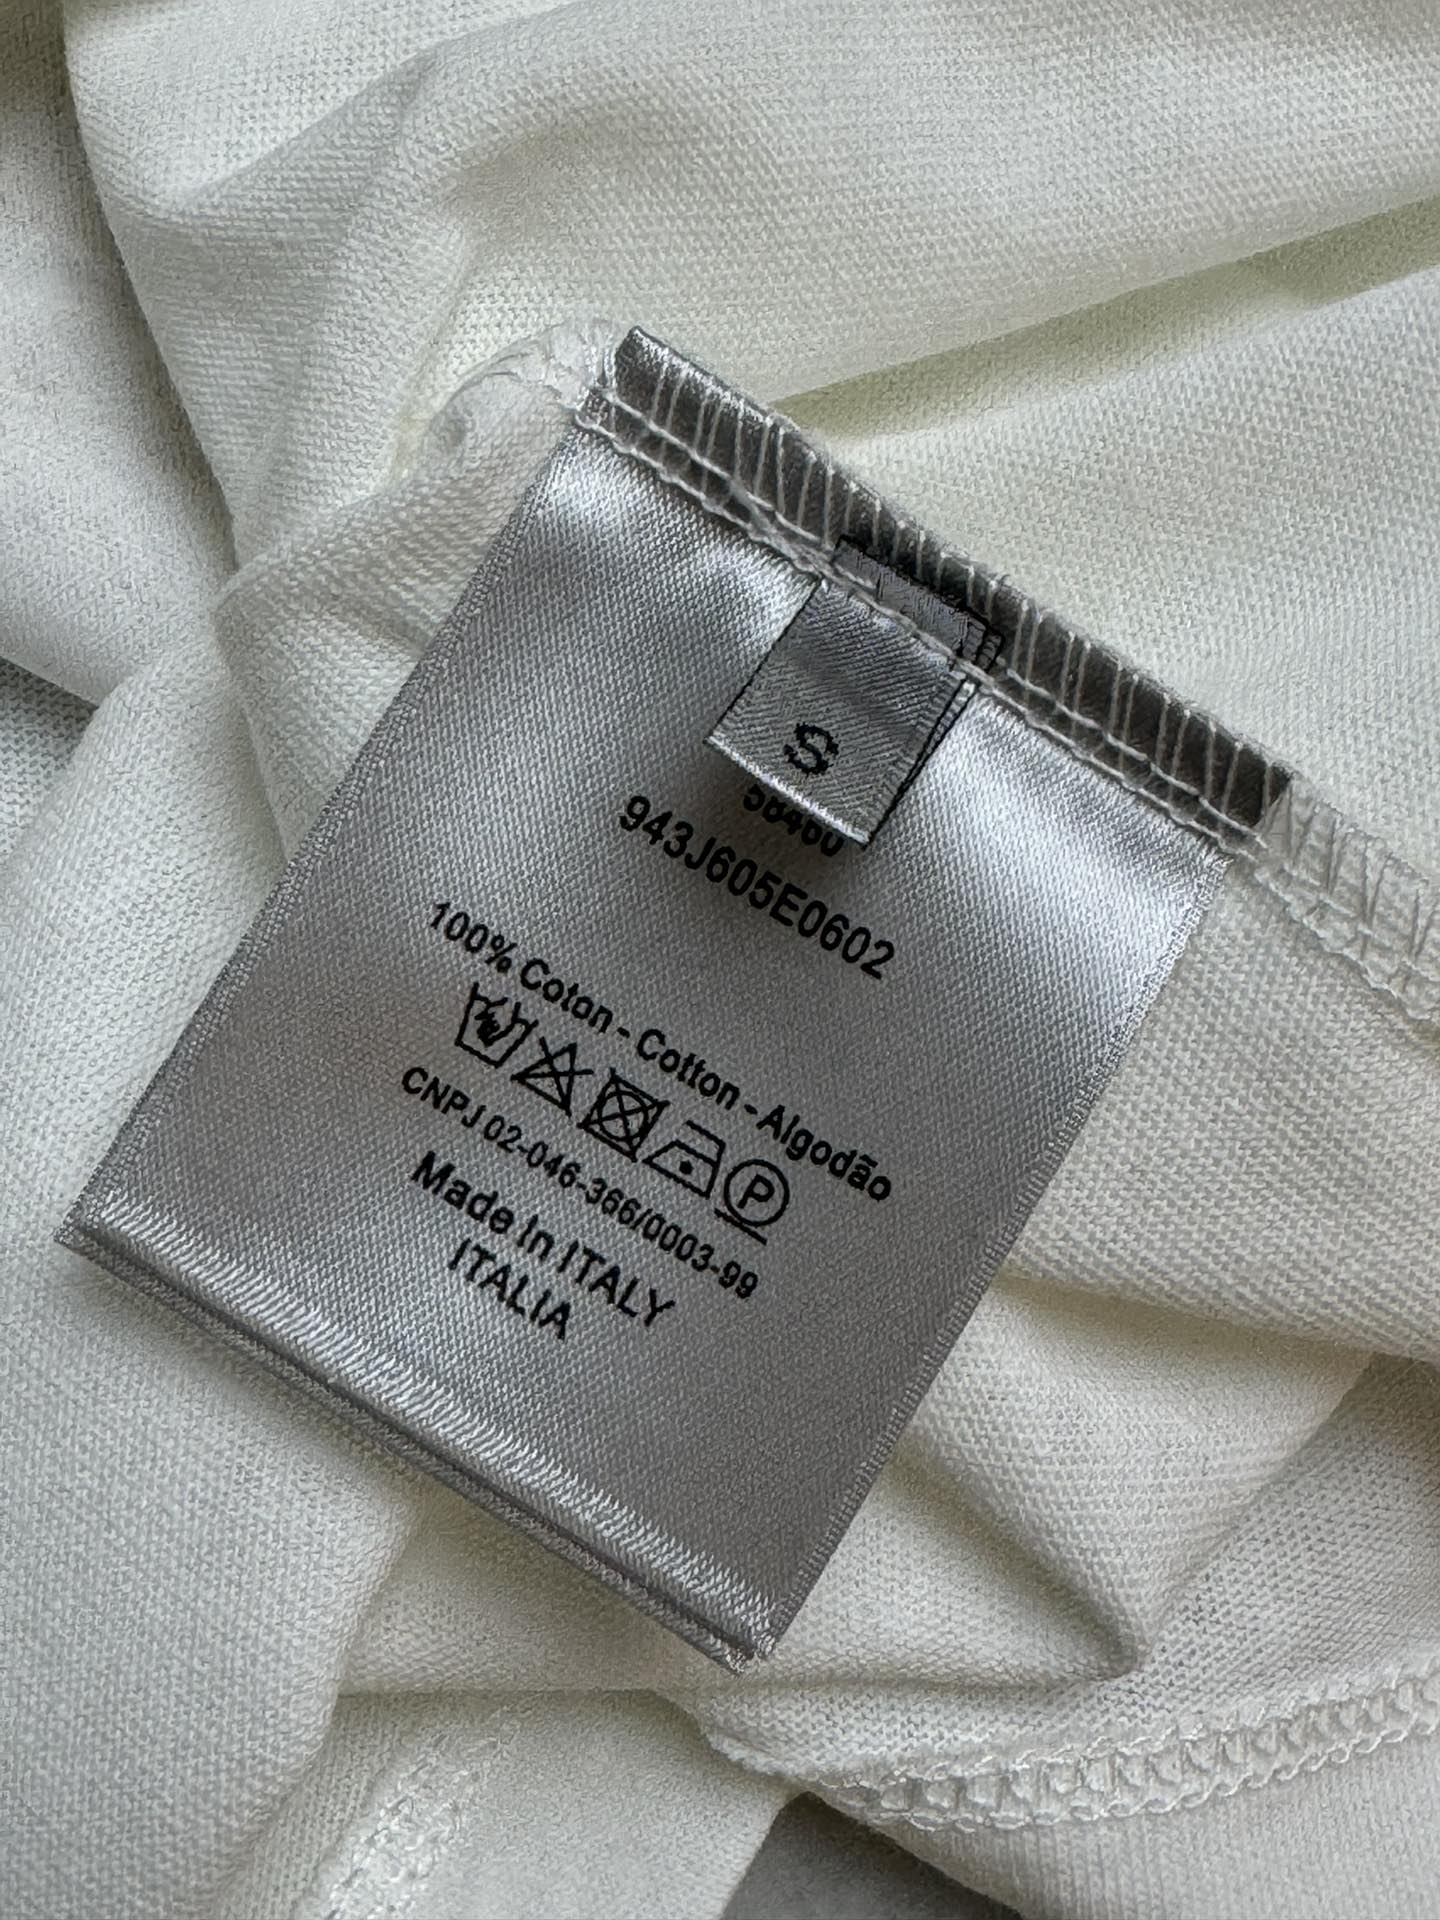 S
943J605E0602
100% Coton - Cotton - Algodão
P
CNPJ 02-046-366/0003-99
Made in ITALY
ITALIA